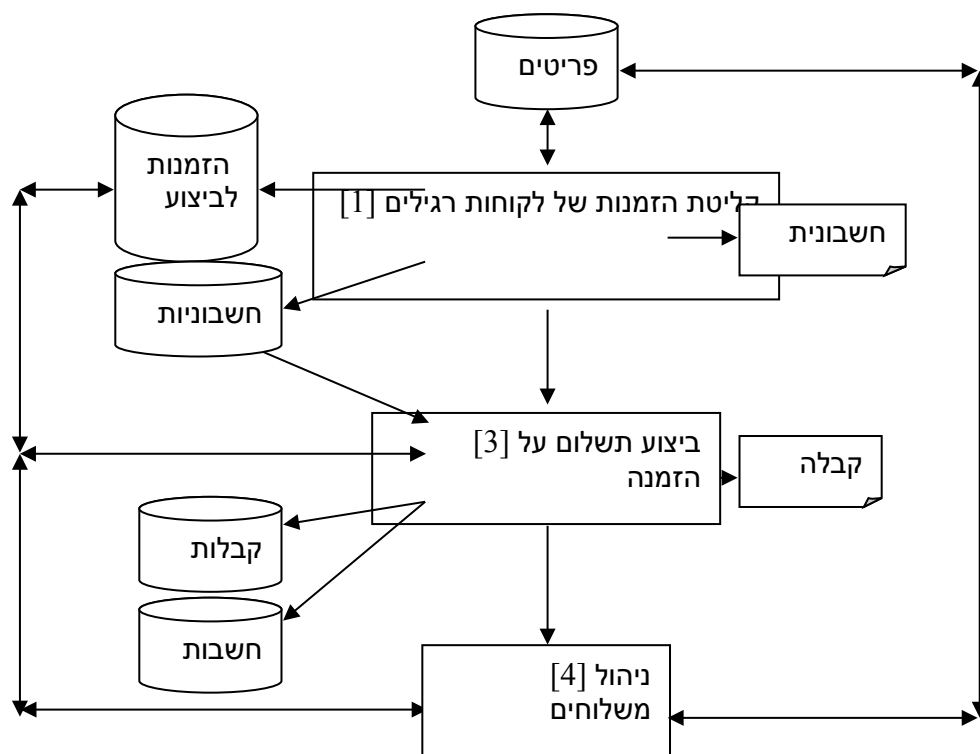 פריטים
הזמנות
לביצוע
קליטת הזמנות של לקוחות רגילים [1]
חשבונית
חשבוניות
ביצוע תשלום על [3]
הזמנה
קבלה
קבלות
חשבות
ניהול [4]
משלוחים